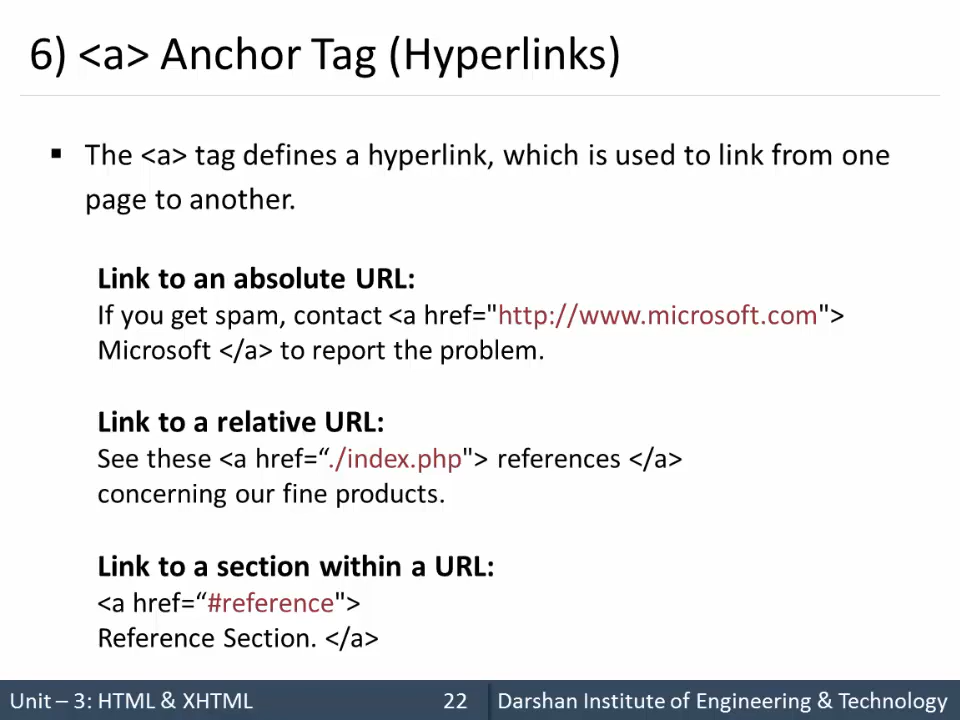 6) <a> Anchor Tag (Hyperlinks)
▪ The <a> tag defines a hyperlink, which is used to link from one
page to another.
Link to an absolute URL:
If you get spam, contact <a href="http://www.microsoft.com">
Microsoft </a> to report the problem.
Link to a relative URL:
See these <a href=“./index.php"> references </a>
concerning our fine products.
Link to a section within a URL:
<a href=“#reference">
Reference Section. </a>
Unit – 3: HTML & XHTML 22 Darshan Institute of Engineering & Technology